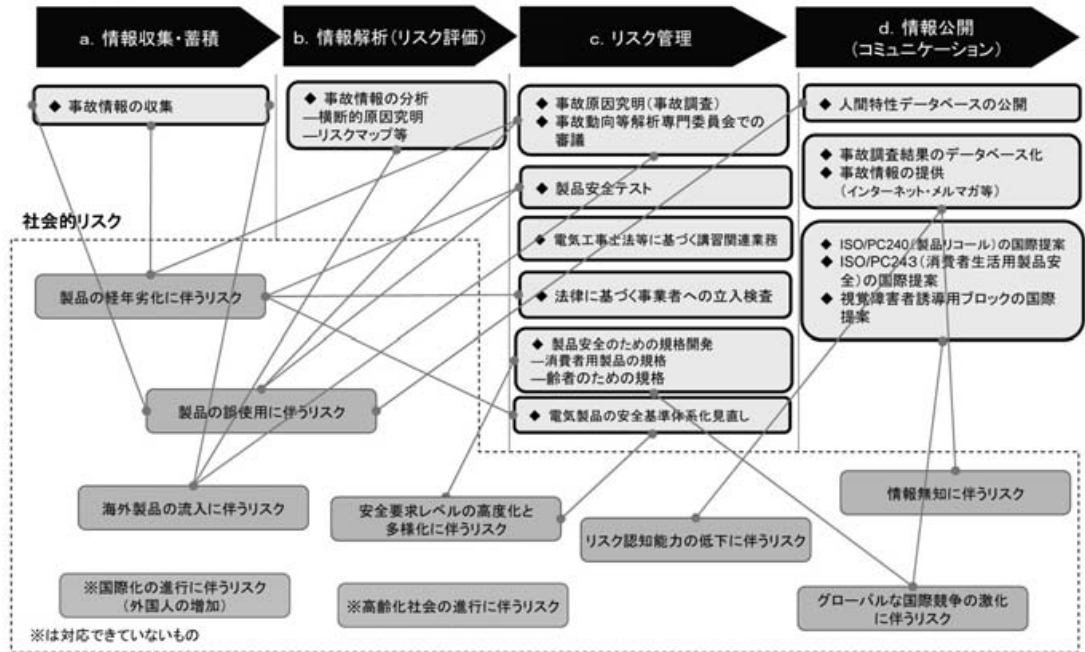 a. 情報収集・蓄積
b. 情報解析(リスク評価)
c. リスク管理
d. 情報公開
(コミュニケーション)
◆ 事故情報の収集
◆ 事故情報の分析
―横断的原因究明
―リスクマップ等
◆ 事故原因究明(事故調査)
◆ 事故動向等解析専門委員会での
審議
◆ 製品安全テスト
◆ 電気工事士法等に基づく講習関連業務
◆ 法律に基づく事業者への立入検査
◆ 製品安全のための規格開発
―消費者用製品の規格
―齢者のための規格
◆ 電気製品の安全基準体系化見直し
◆ 人間特性データベースの公開
◆ 事故調査結果のデータベース化
◆ 事故情報の提供
(インターネット・メルマガ等)
◆ ISO/PC240(製品リコール)の国際提案
◆ ISO/PC243(消費者生活用製品安
全)の国際提案
◆ 視覚障害者誘導用ブロックの国際
提案
社会的リスク
製品の経年劣化に伴うリスク
製品の誤使用に伴うリスク
海外製品の流入に伴うリスク
安全要求レベルの高度化と
多様化に伴うリスク
リスク認知能力の低下に伴うリスク
情報無知に伴うリスク
※国際化の進行に伴うリスク
(外国人の増加)
※高齢化社会の進行に伴うリスク
グローバルな国際競争の激化
に伴うリスク
※は対応できていないもの